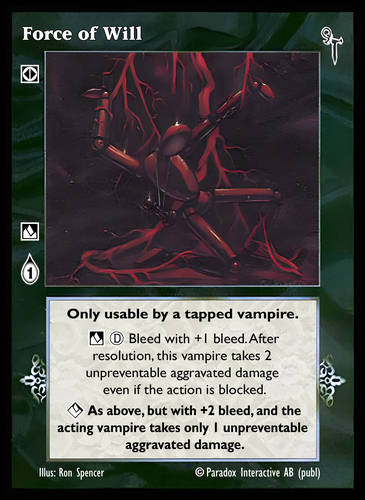 Force of Will
1
Only usable by a tapped vampire.
D Bleed with +1 bleed. After
resolution, this vampire takes 2
unpreventable aggravated damage
even if the action is blocked.
As above, but with +2 bleed, and the
acting vampire takes only 1 unpreventable
aggravated damage.
Illus: Ron Spencer © Paradox Interactive AB (publ)